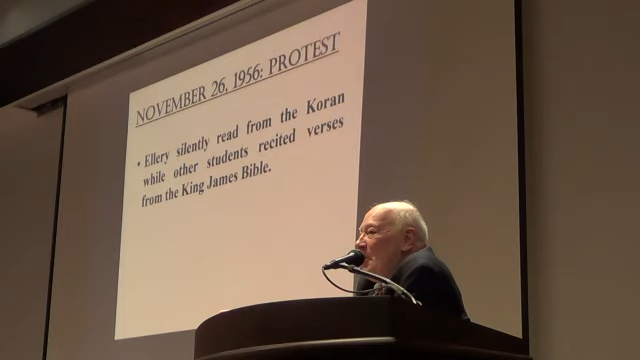 NOVEMBER 26, 1956: PROTEST
• Ellery silently read from the Koran
while other students recited verses
from the King James Bible.